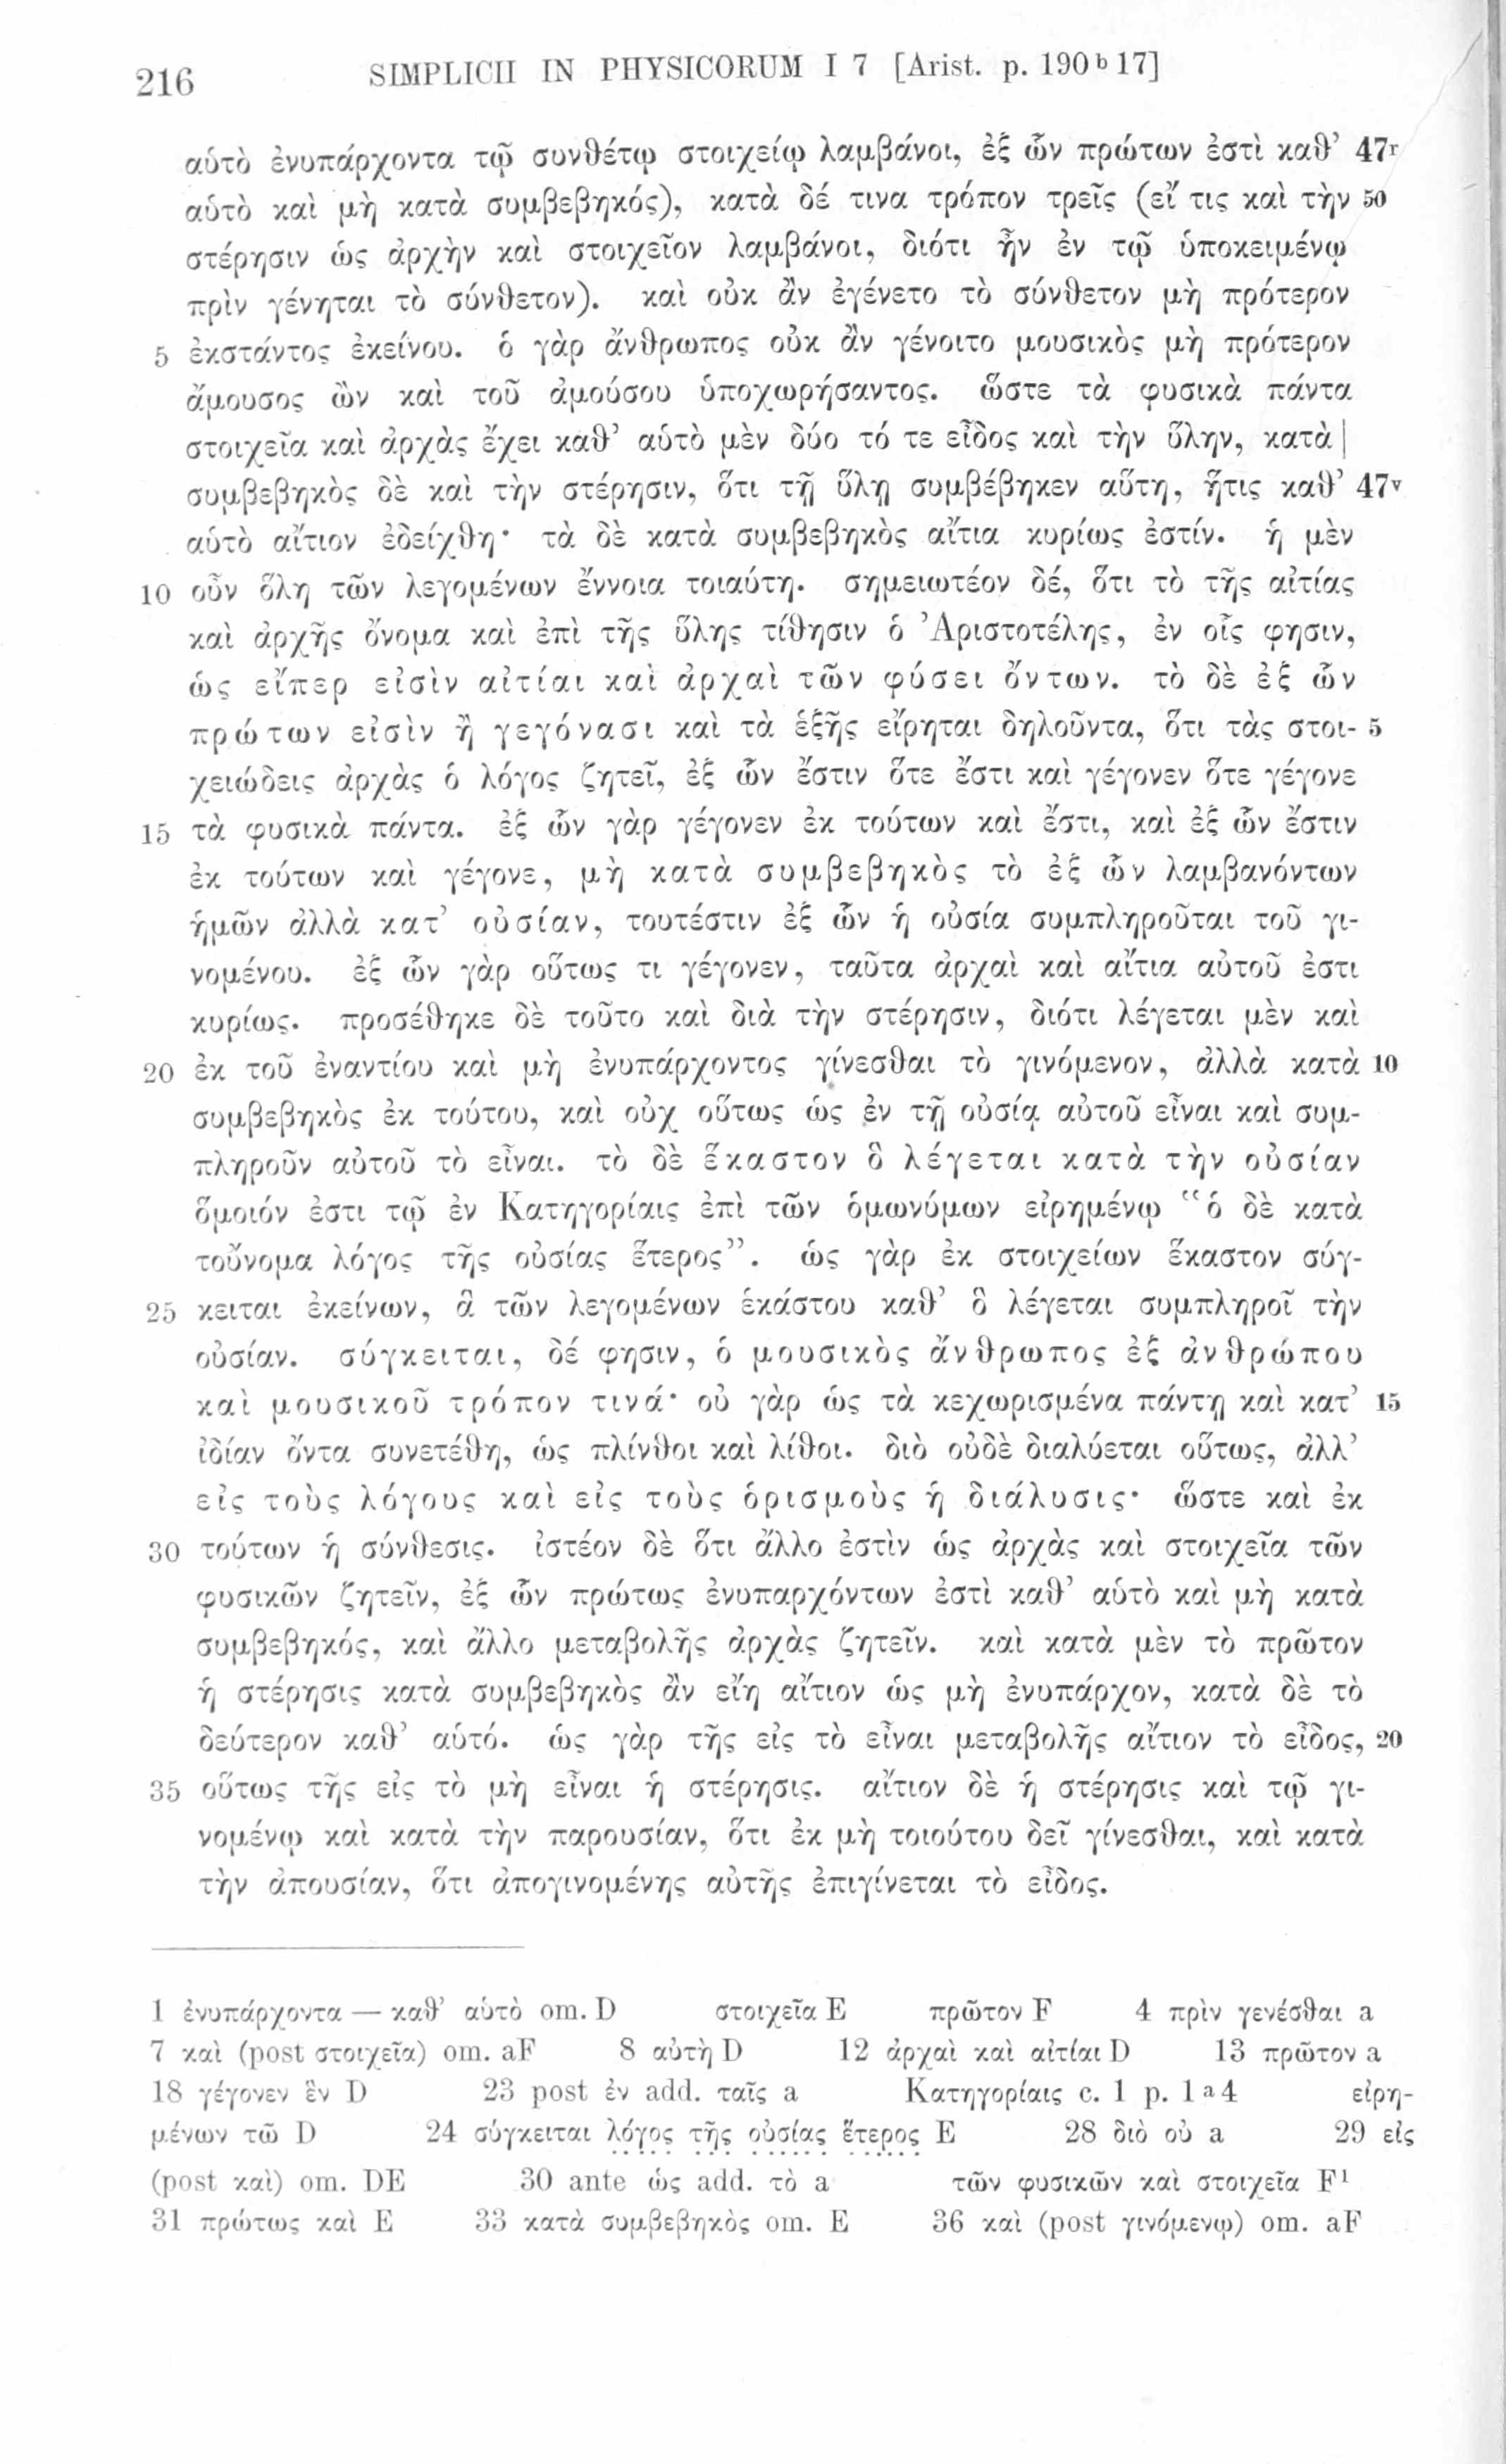 216 SIMPLICII IN PHYSICORUM I 7 [Arist. p. 190ᵇ17]
αὑτὸ ἐνυπάρχοντα τῷ συνθέτῳ στοιχείῳ λαμβάνοι, ἐξ ὧν πρώτων ἐστὶ καθ’ 47ʳ
αὑτὸ καὶ μὴ κατὰ συμβεβηκός), κατὰ δέ τινα τρόπον τρεῖς (εἴ τις καὶ τὴν 50
στέρησιν ὡς ἀρχὴν καὶ στοιχεῖον λαμβάνοι, διότι ἦν ἐν τῷ ὑποκειμένῳ
πρὶν γένηται τὸ σύνθετον). καὶ οὐκ ἂν ἐγένετο τὸ σύνθετον μὴ πρότερον
5 ἐκστάντος ἐκείνου. ὁ γὰρ ἄνθρωπος οὐκ ἂν γένοιτο μουσικὸς μὴ πρότερον
ἄμουσος ὢν καὶ τοῦ ἀμούσου ὑποχωρήσαντος. ὥστε τὰ φυσικὰ πάντα
στοιχεῖα καὶ ἀρχὰς ἔχει καθ’ αὑτὸ μὲν δύο τό τε εἶδος καὶ τὴν ὕλην, κατὰ |
συμβεβηκὸς δὲ καὶ τὴν στέρησιν, ὅτι τῇ ὕλῃ συμβέβηκεν αὕτη, ἥτις καθ’ 47ᵛ
αὑτὸ αἴτιον ἐδείχθη· τὰ δὲ κατὰ συμβεβηκὸς αἴτια κυρίως ἐστίν. ἡ μὲν
10 οὖν ὅλη τῶν λεγομένων ἔννοια τοιαύτη. σημειωτέον δέ, ὅτι τὸ τῆς αἰτίας
καὶ ἀρχῆς ὄνομα καὶ ἐπὶ τῆς ὕλης τίθησιν ὁ Ἀριστοτέλης, ἐν οἷς φησιν,
ὡς εἴπερ εἰσὶν αἰτίαι καὶ ἀρχαὶ τῶν φύσει ὄντων. τὸ δὲ ἐξ ὧν
πρώτων εἰσὶν ἢ γεγόνασι καὶ τὰ ἑξῆς εἴρηται δηλοῦντα, ὅτι τὰς στοι- 5
χειώδεις ἀρχὰς ὁ λόγος ζητεῖ, ἐξ ὧν ἔστιν ὅτε ἔστι καὶ γέγονεν ὅτε γέγονε
15 τὰ φυσικὰ πάντα. ἐξ ὧν γὰρ γέγονεν ἐκ τούτων καὶ ἔστι, καὶ ἐξ ὧν ἔστιν
ἐκ τούτων καὶ γέγονε, μὴ κατὰ συμβεβηκὸς τὸ ἐξ ὧν λαμβανόντων
ἡμῶν ἀλλὰ κατ’ οὐσίαν, τουτέστιν ἐξ ὧν ἡ οὐσία συμπληροῦται τοῦ γι-
νομένου. ἐξ ὧν γὰρ οὕτως τι γέγονεν, ταῦτα ἀρχαὶ καὶ αἴτια αὐτοῦ ἐστι
κυρίως. προσέθηκε δὲ τοῦτο καὶ διὰ τὴν στέρησιν, διότι λέγεται μὲν καὶ
20 ἐκ τοῦ ἐναντίου καὶ μὴ ἐνυπάρχοντος γίνεσθαι τὸ γινόμενον, ἀλλὰ κατὰ 10
συμβεβηκὸς ἐκ τούτου, καὶ οὐχ οὕτως ὡς ἐν τῇ οὐσίᾳ αὐτοῦ εἶναι καὶ συμ-
πληροῦν αὐτοῦ τὸ εἶναι. τὸ δὲ ἕκαστον ὃ λέγεται κατὰ τὴν οὐσίαν
ὅμοιόν ἐστι τῷ ἐν Κατηγορίαις ἐπὶ τῶν ὁμωνύμων εἰρημένῳ “ὁ δὲ κατὰ
τοὔνομα λόγος τῆς οὐσίας ἕτερος”. ὡς γὰρ ἐκ στοιχείων ἕκαστον σύγ-
25 κειται ἐκείνων, ἃ τῶν λεγομένων ἑκάστου καθ’ ὃ λέγεται συμπληροῖ τὴν
οὐσίαν. σύγκειται, δέ φησιν, ὁ μουσικὸς ἄνθρωπος ἐξ ἀνθρώπου
καὶ μουσικοῦ τρόπον τινά· οὐ γὰρ ὡς τὰ κεχωρισμένα πάντῃ καὶ κατ’ 15
ἰδίαν ὄντα συνετέθη, ὡς πλίνθοι καὶ λίθοι. διὸ οὐδὲ διαλύεται οὕτως, ἀλλ’
εἰς τοὺς λόγους καὶ εἰς τοὺς ὁρισμοὺς ἡ διάλυσις· ὥστε καὶ ἐκ
30 τούτων ἡ σύνθεσις. ἰστέον δὲ ὅτι ἄλλο ἐστὶν ὡς ἀρχὰς καὶ στοιχεῖα τῶν
φυσικῶν ζητεῖν, ἐξ ὧν πρώτως ἐνυπαρχόντων ἐστὶ καθ’ αὑτὸ καὶ μὴ κατὰ
συμβεβηκός, καὶ ἄλλο μεταβολῆς ἀρχὰς ζητεῖν. καὶ κατὰ μὲν τὸ πρῶτον
ἡ στέρησις κατὰ συμβεβηκὸς ἂν εἴη αἴτιον ὡς μὴ ἐνυπάρχον, κατὰ δὲ τὸ
δεύτερον καθ’ αὑτό. ὡς γὰρ τῆς εἰς τὸ εἶναι μεταβολῆς αἴτιον τὸ εἶδος, 20
35 οὕτως τῆς εἰς τὸ μὴ εἶναι ἡ στέρησις. αἴτιον δὲ ἡ στέρησις καὶ τῷ γι-
νομένῳ καὶ κατὰ τὴν παρουσίαν, ὅτι ἐκ μὴ τοιούτου δεῖ γίνεσθαι, καὶ κατὰ
τὴν ἀπουσίαν, ὅτι ἀπογινομένης αὐτῆς ἐπιγίνεται τὸ εἶδος.
1 ἐνυπάρχοντα — καθ’ αὑτὸ om. D στοιχεῖα E πρῶτον F 4 πρὶν γενέσθαι a
7 καὶ (post στοιχεῖα) om. aF 8 αὐτὴ D 12 ἀρχαὶ καὶ αἰτίαι D 13 πρῶτον a
18 γέγονεν ἓν D 23 post ἐν add. ταῖς a Κατηγορίαις c. 1 p. 1ᵃ4 εἰρη-
μένων τῶ D 24 σύγκειται λόγος τῆς οὐσίας ἕτερος E 28 διὸ οὐ a 29 εἰς
(post καὶ) om. DE 30 ante ὡς add. τὸ a τῶν φυσικῶν καὶ στοιχεῖα F¹
31 πρώτως καὶ E 33 κατὰ συμβεβηκὸς om. E 36 καὶ (post γινόμενῳ) om. aF